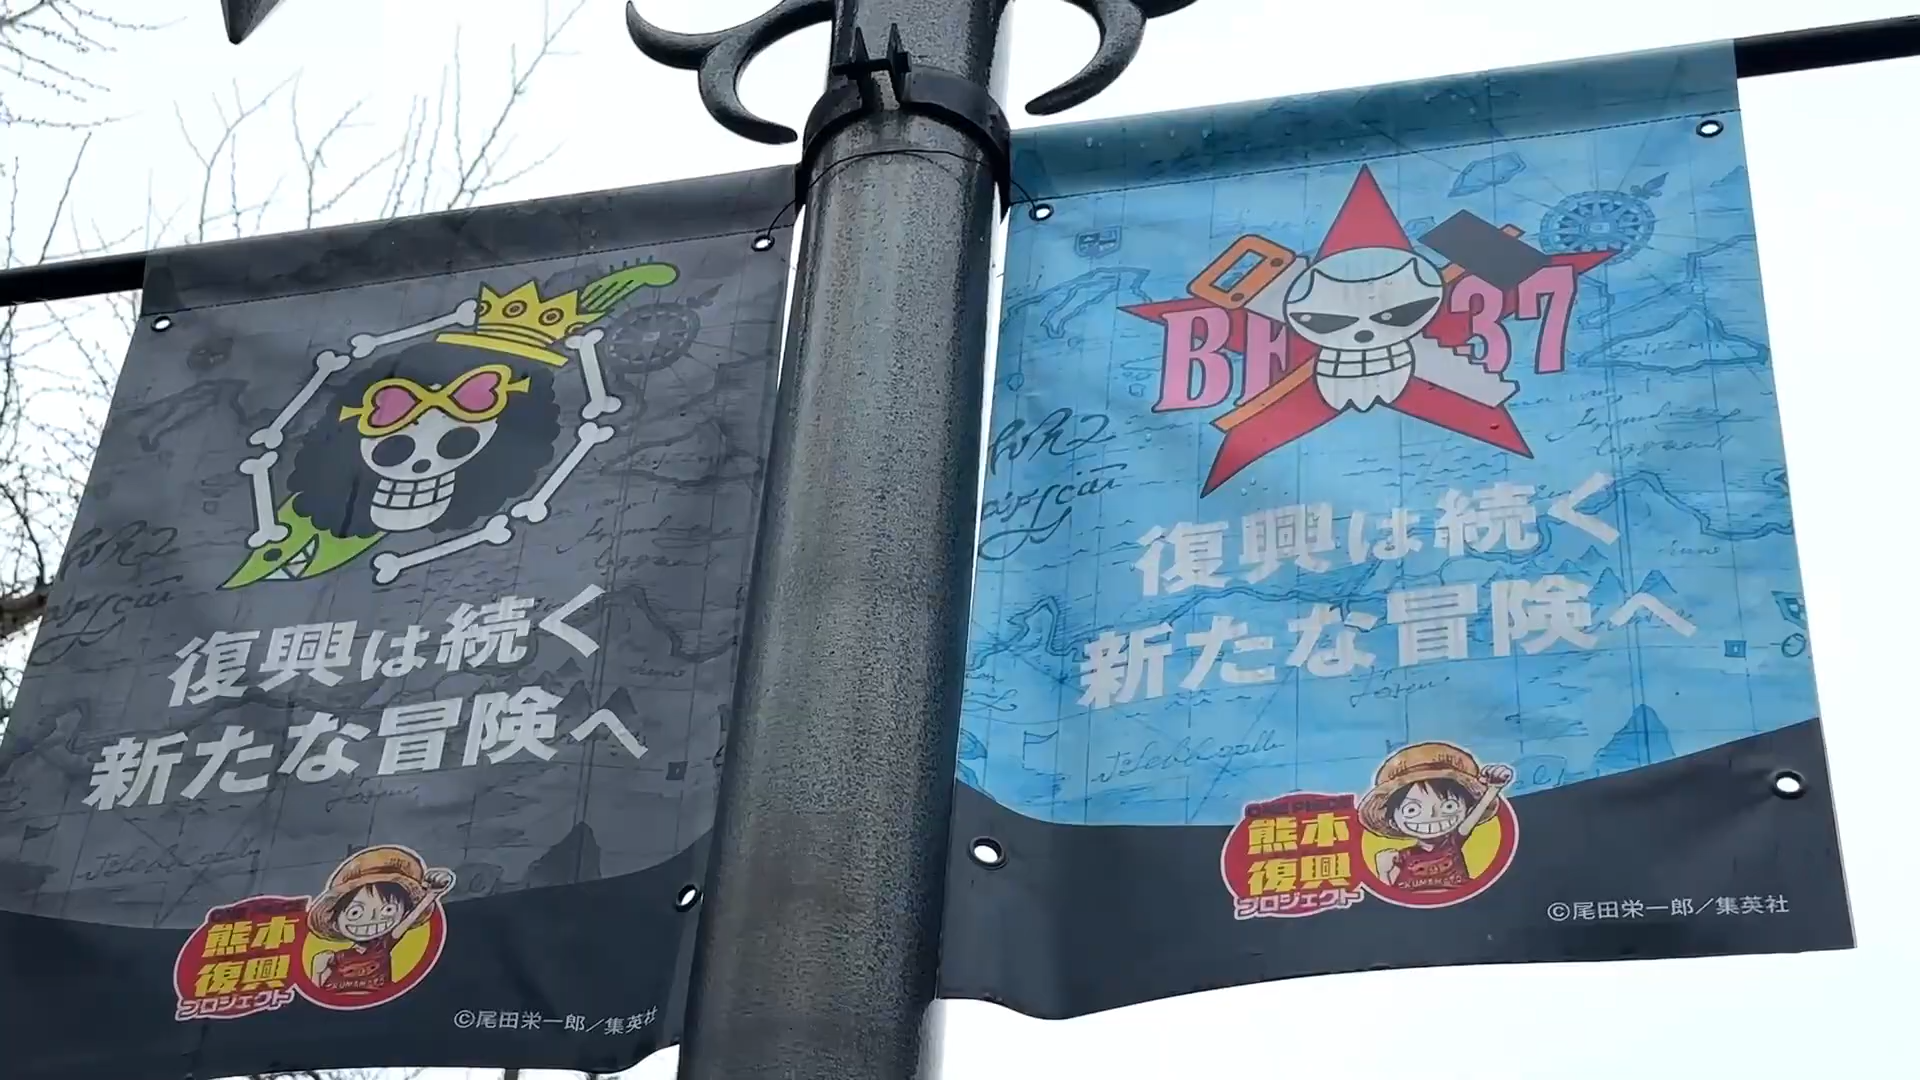 復興は続く
新たな冒険へ
ONE PIECE
熊本
復興
プロジェクト
KUMAMOTO
©尾田栄一郎／集英社
BF 37
復興は続く
新たな冒険へ
ONE PIECE
熊本
復興
プロジェクト
KUMAMOTO
©尾田栄一郎／集英社